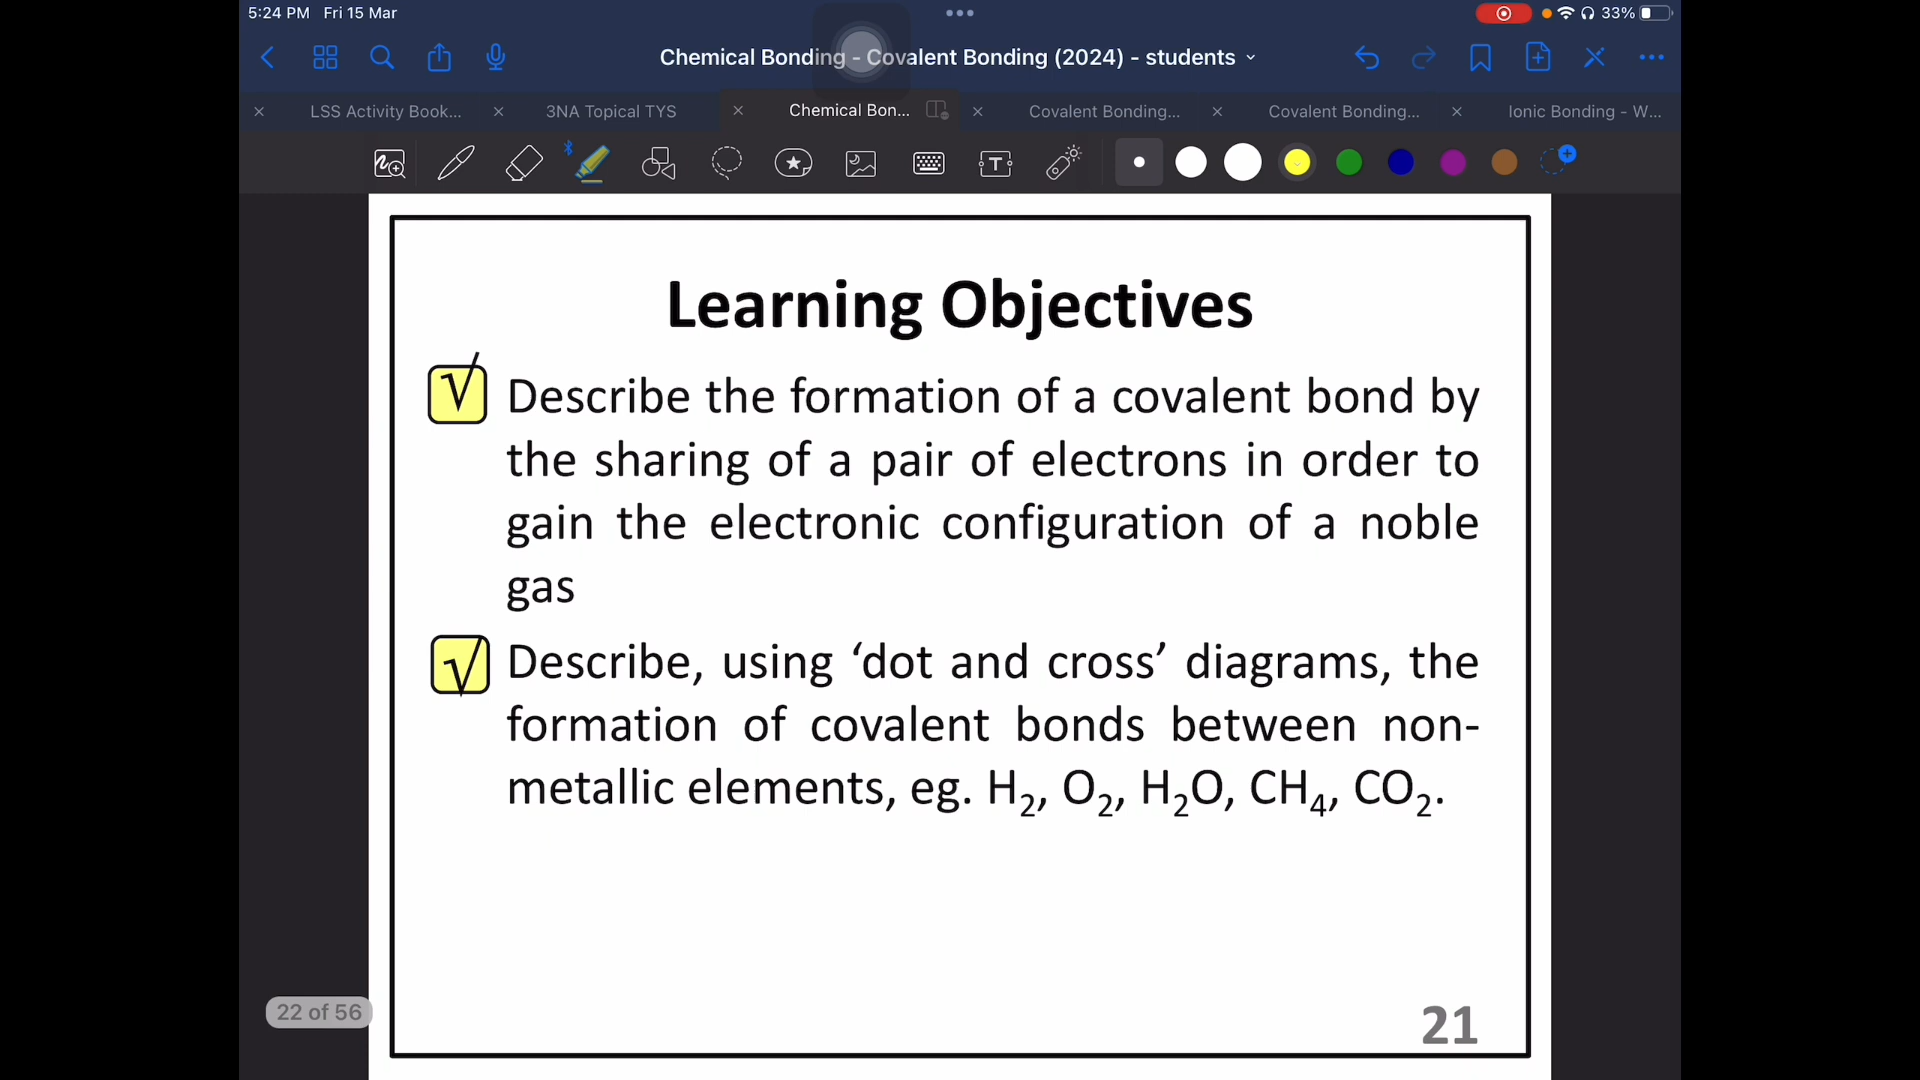 5:24 PM Fri 15 Mar
33%
Chemical Bonding - Covalent Bonding (2024) - students
LSS Activity Book...
3NA Topical TYS
Chemical Bon...
Covalent Bonding...
Covalent Bonding...
Ionic Bonding - W...
Learning Objectives
√ Describe the formation of a covalent bond by
the sharing of a pair of electrons in order to
gain the electronic configuration of a noble
gas
√ Describe, using ‘dot and cross’ diagrams, the
formation of covalent bonds between non-
metallic elements, eg. H₂, O₂, H₂O, CH₄, CO₂.
22 of 56
21